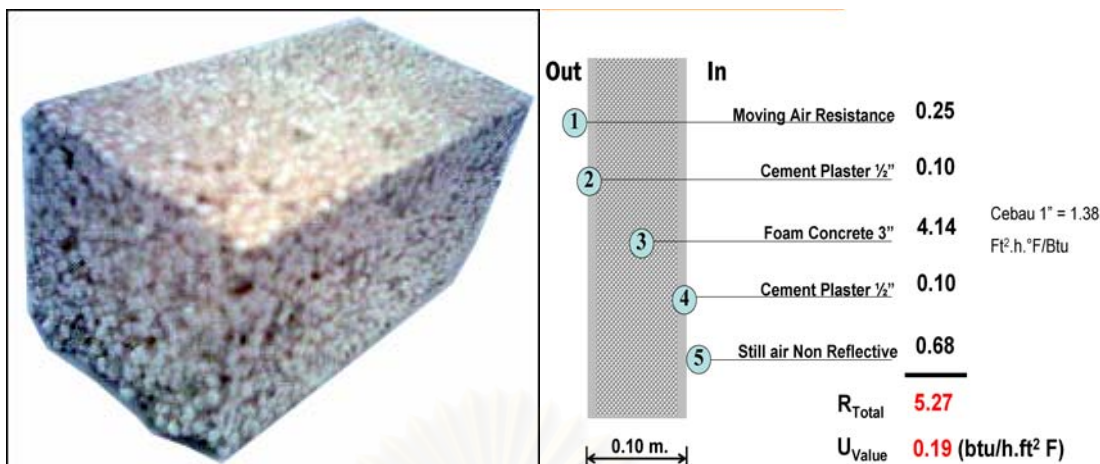 Out In
1 Moving Air Resistance 0.25
2 Cement Plaster ½” 0.10
3 Foam Concrete 3” 4.14
Cebau 1” = 1.38
Ft².h.°F/Btu
4 Cement Plaster ½” 0.10
5 Still air Non Reflective 0.68
R Total 5.27
0.10 m. U Value 0.19 (btu/h.ft² F)